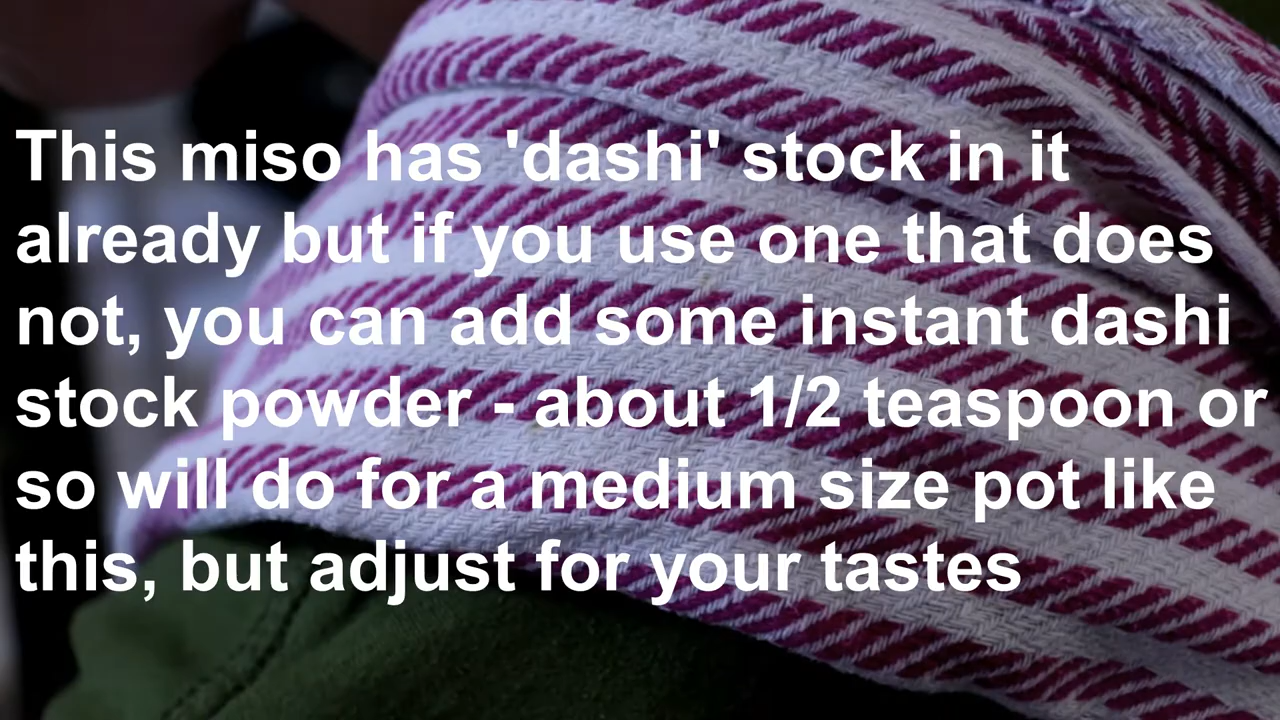 This miso has 'dashi' stock in it
already but if you use one that does
not, you can add some instant dashi
stock powder - about 1/2 teaspoon or
so will do for a medium size pot like
this, but adjust for your tastes